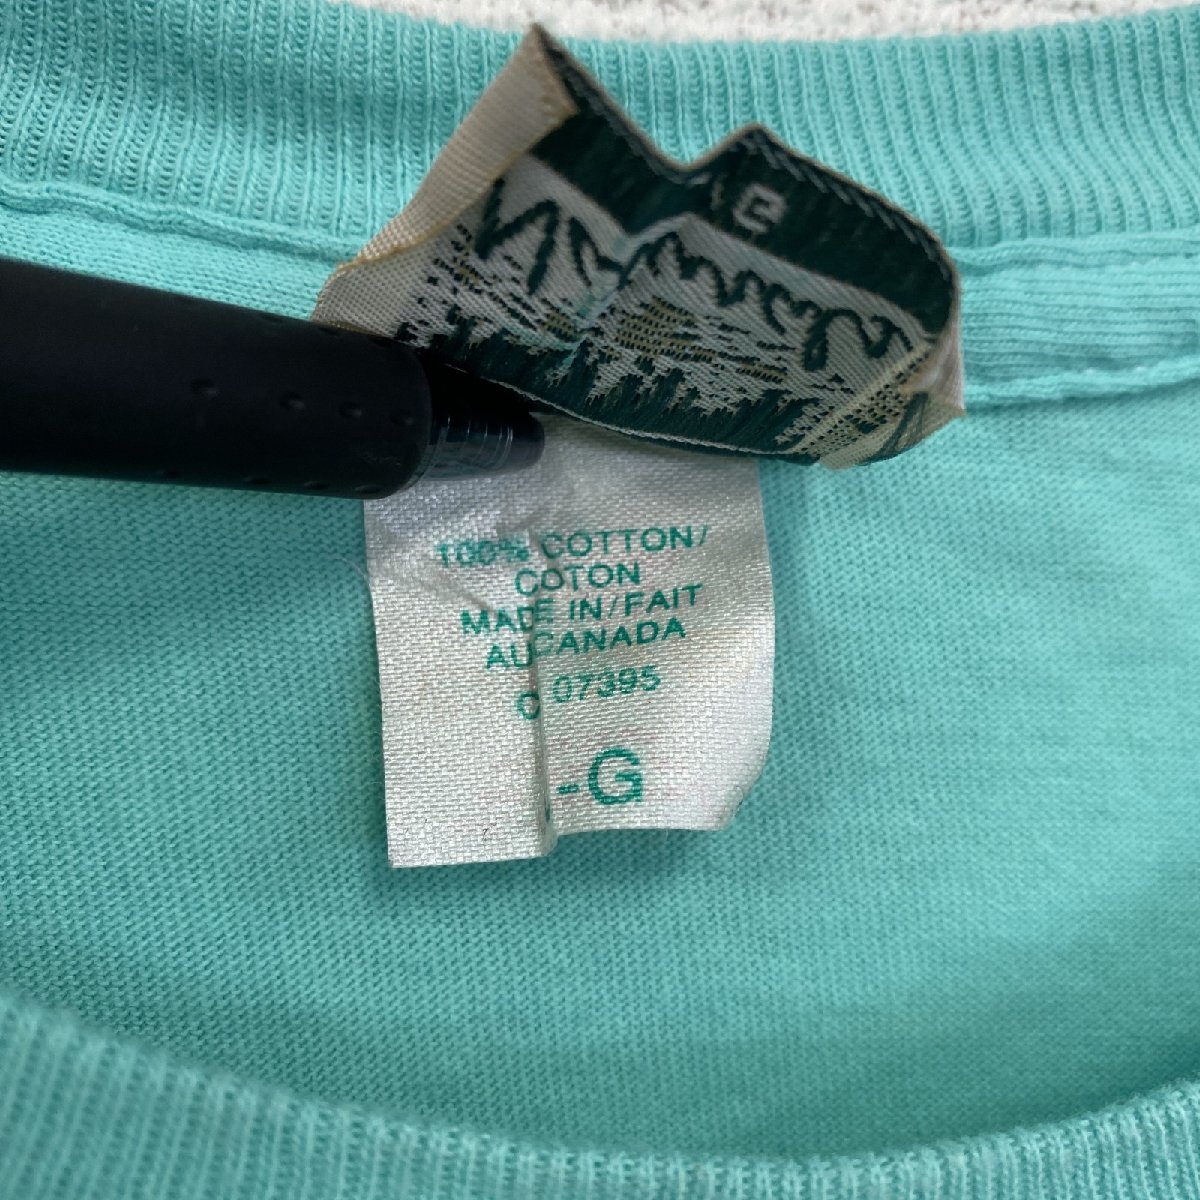 100% COTTON/
COTON
MADE IN/FAIT
AU CANADA
C 07395
-G